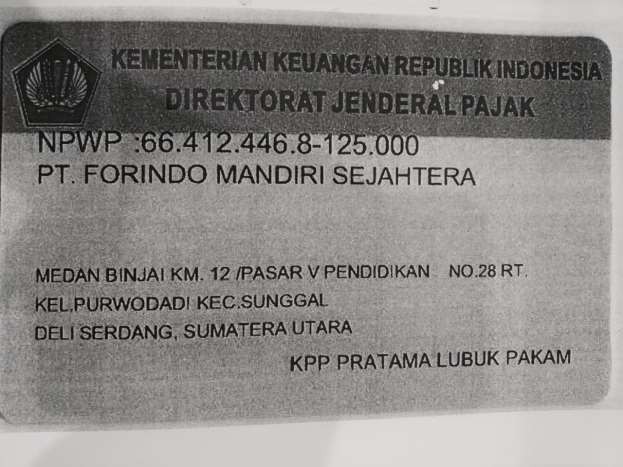 KEMENTERIAN KEUANGAN REPUBLIK INDONESIA
DIREKTORAT JENDERAL PAJAK
NPWP :66.412.446.8-125.000
PT. FORINDO MANDIRI SEJAHTERA
MEDAN BINJAI KM. 12 /PASAR V PENDIDIKAN NO.28 RT.
KEL.PURWODADI KEC.SUNGGAL
DELI SERDANG, SUMATERA UTARA
KPP PRATAMA LUBUK PAKAM